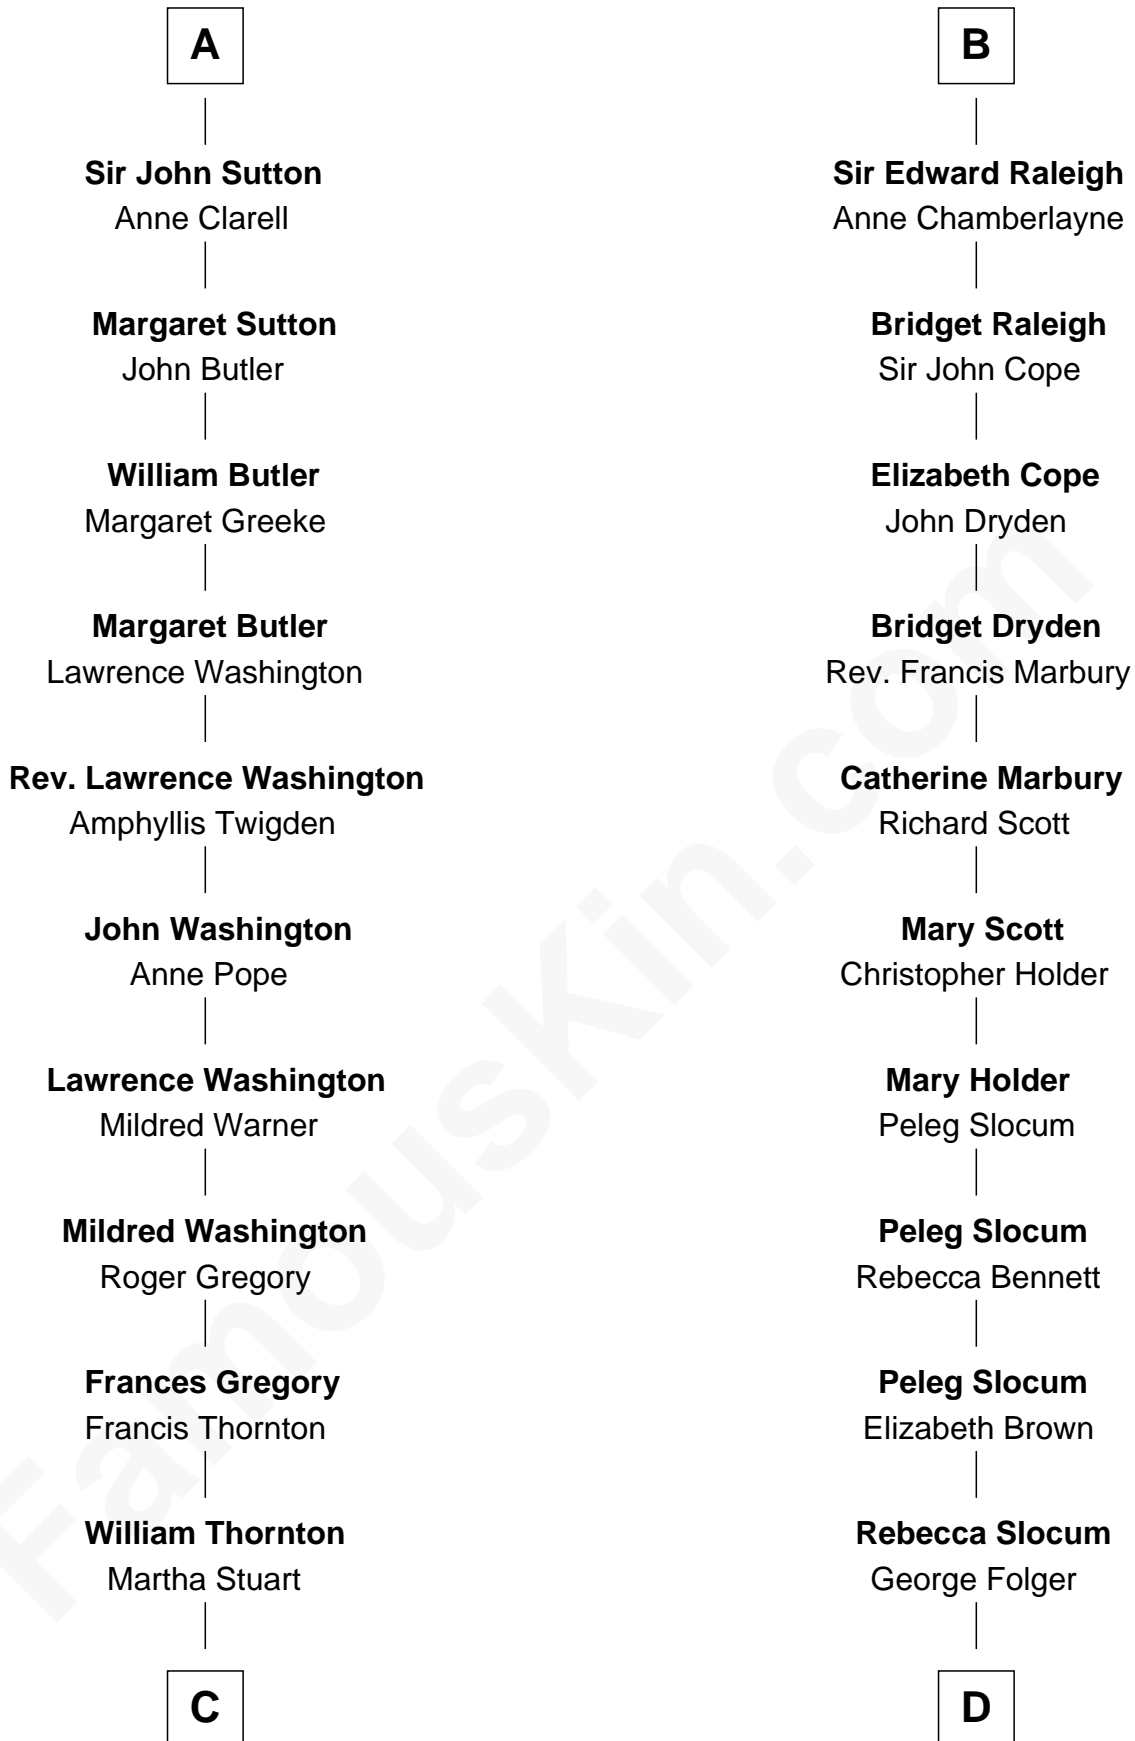 A
Sir John Sutton
Anne Clarell
Margaret Sutton
John Butler
William Butler
Margaret Greeke
Margaret Butler
Lawrence Washington
Rev. Lawrence Washington
Amphyllis Twigden
John Washington
Anne Pope
Lawrence Washington
Mildred Warner
Mildred Washington
Roger Gregory
Frances Gregory
Francis Thornton
William Thornton
Martha Stuart
C
B
Sir Edward Raleigh
Anne Chamberlayne
Bridget Raleigh
Sir John Cope
Elizabeth Cope
John Dryden
Bridget Dryden
Rev. Francis Marbury
Catherine Marbury
Richard Scott
Mary Scott
Christopher Holder
Mary Holder
Peleg Slocum
Peleg Slocum
Rebecca Bennett
Peleg Slocum
Elizabeth Brown
Rebecca Slocum
George Folger
D
FamousKin.com